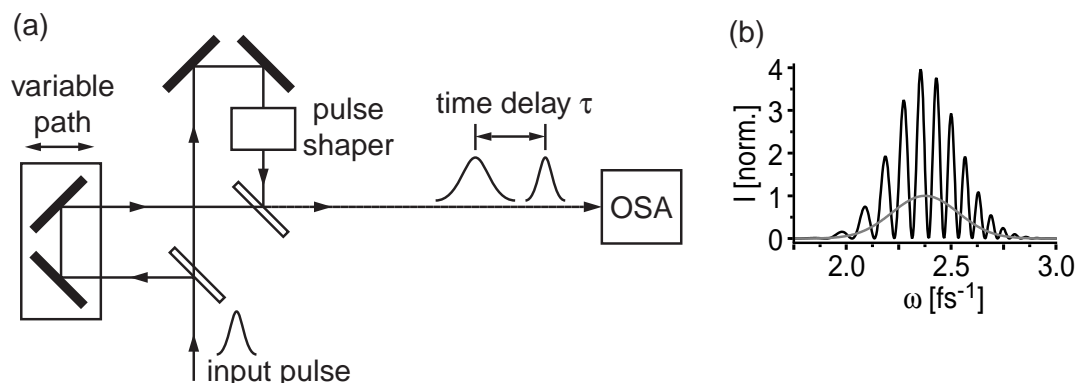 (a)
variable
path
pulse
shaper
time delay τ
OSA
input pulse
(b)
I [norm.]
4
3
2
1
0
2.0
2.5
3.0
ω [fs⁻¹]